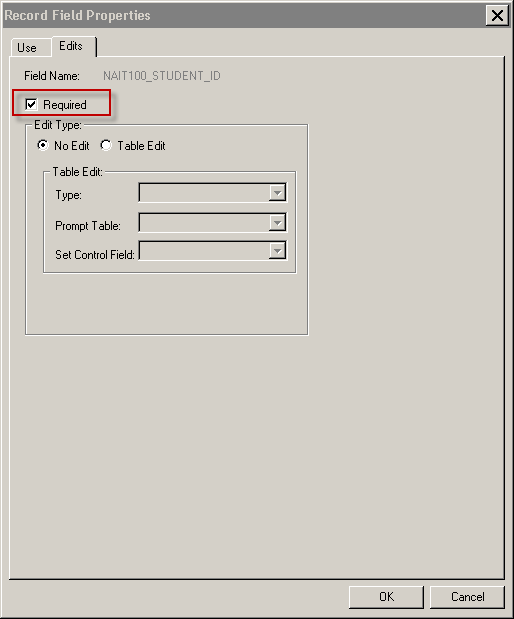 Record Field Properties
Use Edits
Field Name: NAIT100_STUDENT_ID
Required
Edit Type:
No Edit Table Edit
Table Edit:
Type:
Prompt Table:
Set Control Field:
OK Cancel